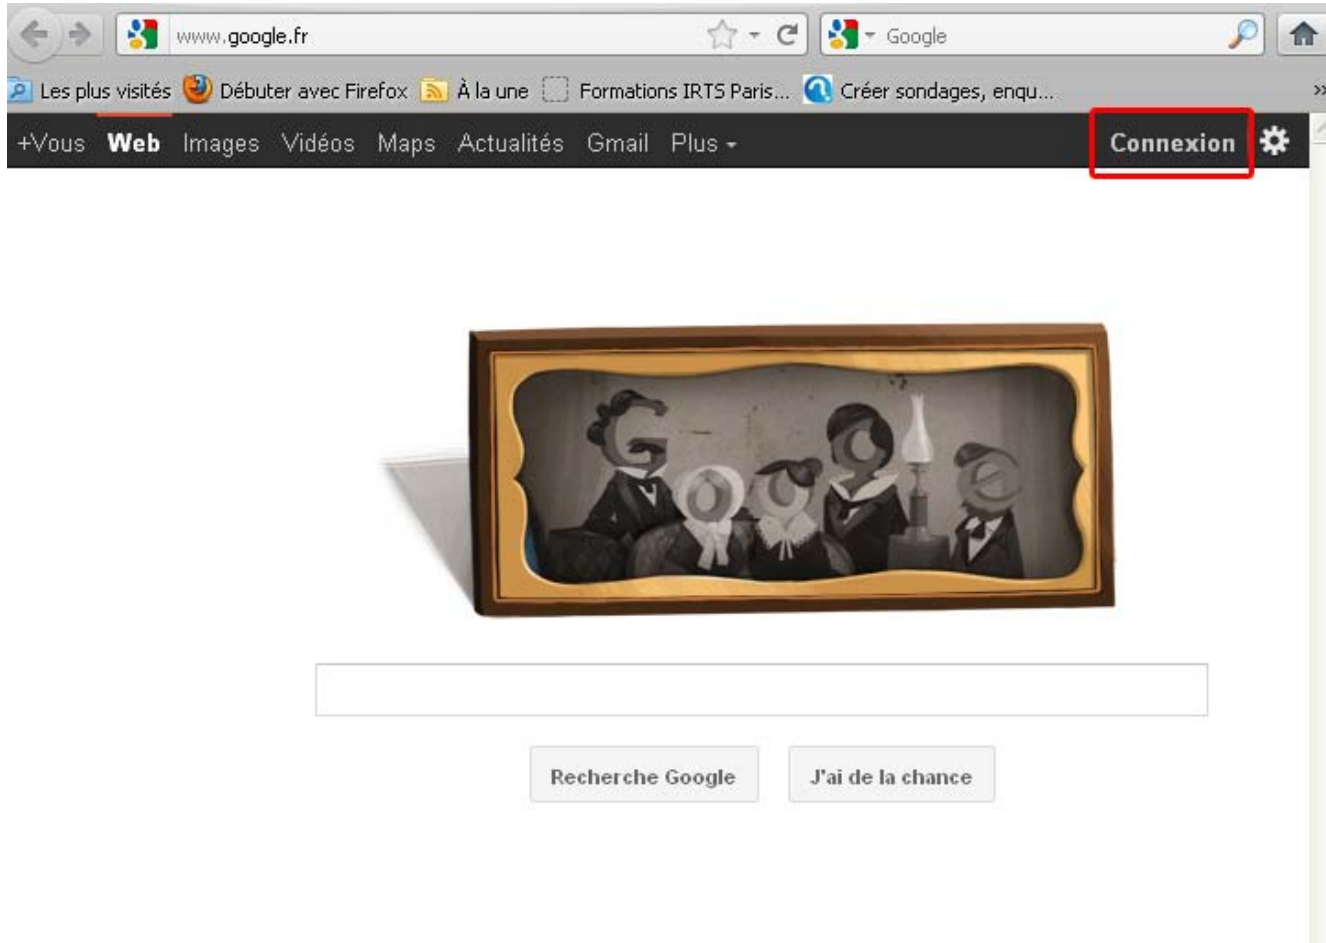 www.google.fr Google
Les plus visités Débuter avec Firefox À la une Formations IRTS Paris... Créer sondages, enqu... »
+Vous Web Images Vidéos Maps Actualités Gmail Plus Connexion
Google
Recherche Google J'ai de la chance